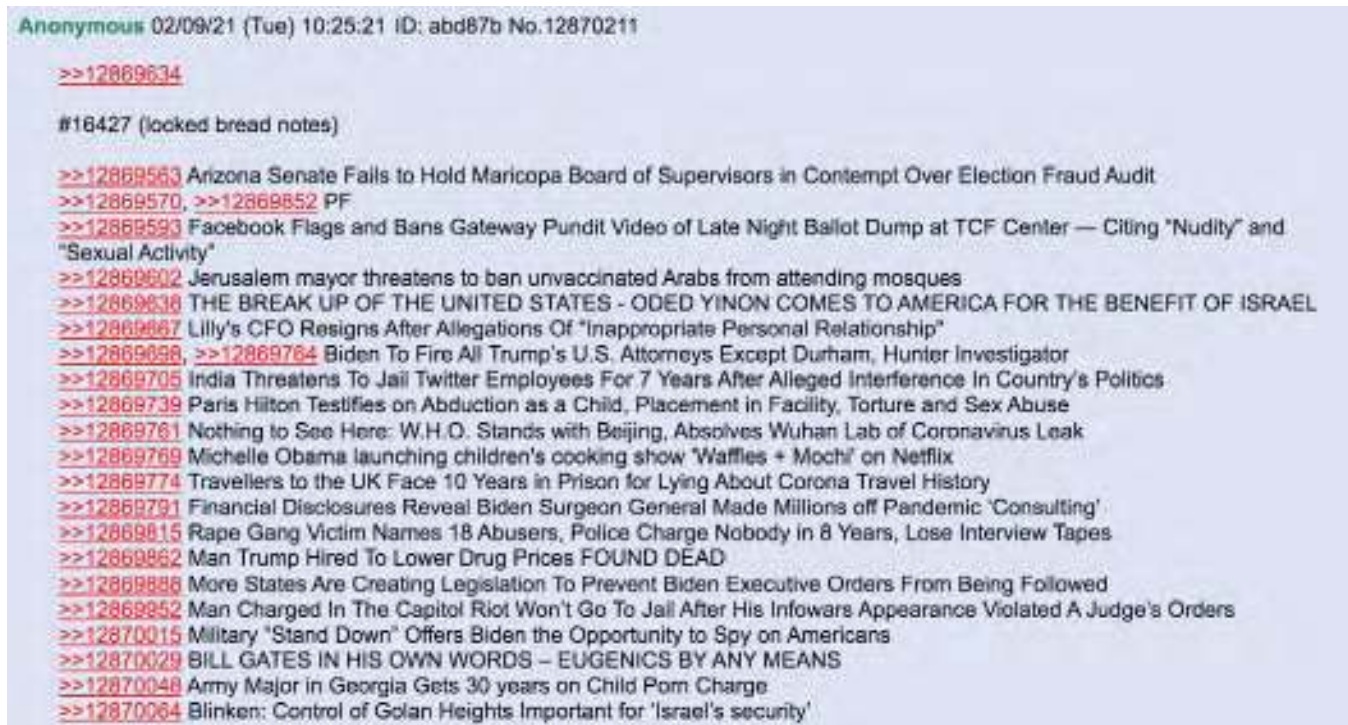 Anonymous 02/09/21 (Tue) 10:25:21 ID: abd87b No.12870211
>>12869634
#16427 (locked bread notes)
>>12869563 Arizona Senate Fails to Hold Maricopa Board of Supervisors in Contempt Over Election Fraud Audit
>>12869570, >>12869852 PF
>>12869593 Facebook Flags and Bans Gateway Pundit Video of Late Night Ballot Dump at TCF Center — Citing "Nudity" and
"Sexual Activity"
>>12869602 Jerusalem mayor threatens to ban unvaccinated Arabs from attending mosques
>>12869638 THE BREAK UP OF THE UNITED STATES - ODED YINON COMES TO AMERICA FOR THE BENEFIT OF ISRAEL
>>12869667 Lilly's CFO Resigns After Allegations Of "Inappropriate Personal Relationship"
>>12869698, >>12869764 Biden To Fire All Trump's U.S. Attorneys Except Durham, Hunter Investigator
>>12869705 India Threatens To Jail Twitter Employees For 7 Years After Alleged Interference In Country's Politics
>>12869739 Paris Hilton Testifies on Abduction as a Child, Placement in Facility, Torture and Sex Abuse
>>12869761 Nothing to See Here: W.H.O. Stands with Beijing, Absolves Wuhan Lab of Coronavirus Leak
>>12869769 Michelle Obama launching children's cooking show 'Waffles + Mochi' on Netflix
>>12869774 Travellers to the UK Face 10 Years in Prison for Lying About Corona Travel History
>>12869791 Financial Disclosures Reveal Biden Surgeon General Made Millions off Pandemic 'Consulting'
>>12869815 Rape Gang Victim Names 18 Abusers, Police Charge Nobody in 8 Years, Lose Interview Tapes
>>12869862 Man Trump Hired To Lower Drug Prices FOUND DEAD
>>12869888 More States Are Creating Legislation To Prevent Biden Executive Orders From Being Followed
>>12869952 Man Charged In The Capitol Riot Won't Go To Jail After His Infowars Appearance Violated A Judge's Orders
>>12870015 Military "Stand Down" Offers Biden the Opportunity to Spy on Americans
>>12870029 BILL GATES IN HIS OWN WORDS – EUGENICS BY ANY MEANS
>>12870048 Army Major in Georgia Gets 30 years on Child Porn Charge
>>12870064 Blinken: Control of Golan Heights Important for 'Israel's security'